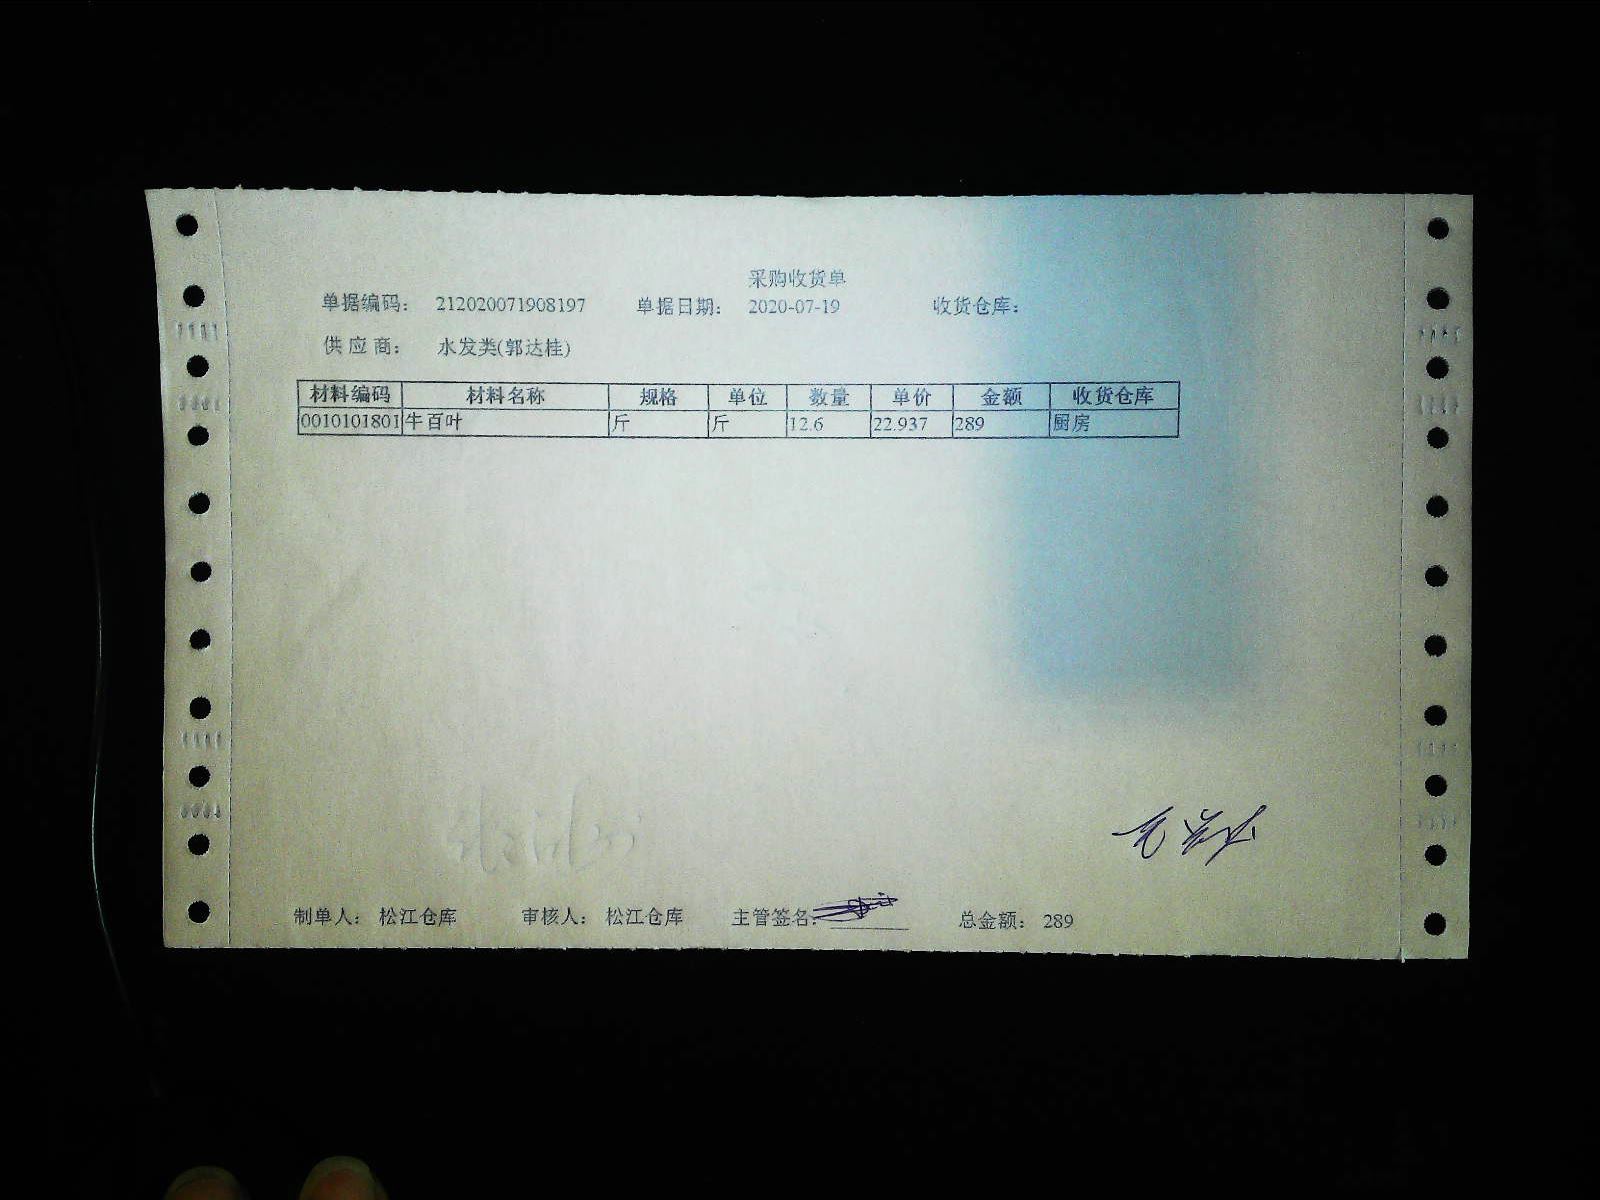 采购收货单
单据编码： 212020071908197 单据日期： 2020-07-19 收货仓库：
供应商： 水发类(郭达桂)
材料编码 材料名称 规格 单位 数量 单价 金额 收货仓库
0010101801 牛百叶 斤 斤 12.6 22.937 289 厨房
制单人： 松江仓库 审核人： 松江仓库 主管签名： 总金额： 289